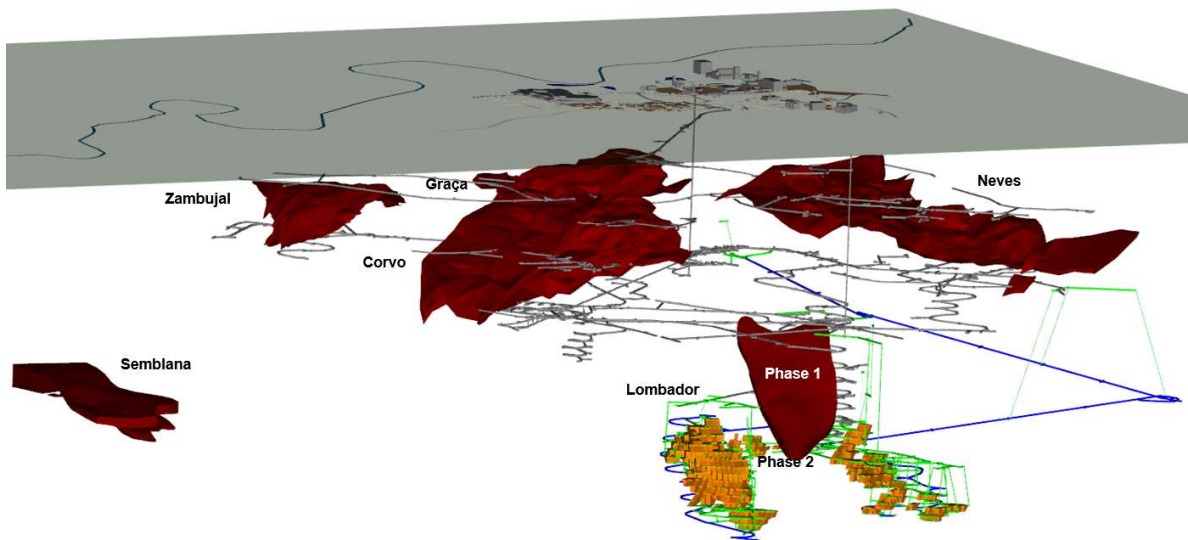 Zambujal
Graça
Neves
Corvo
Semblana
Phase 1
Lombador
Phase 2